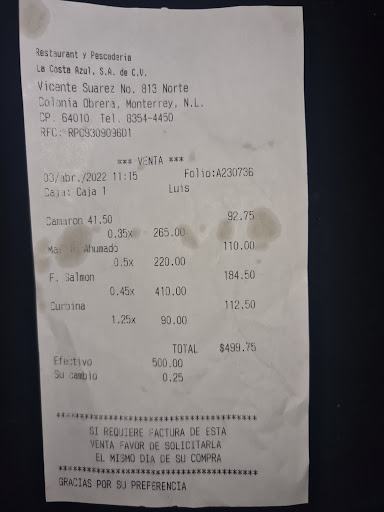 Restaurant y Pescaderia
La Costa Azul, S.A. de C.V.
Vicente Suarez No. 813 Norte
Colonia Obrera, Monterrey, N.L.
CP. 64010 Tel. 8354-4450
RFC: RPC9309096D1
*** VENTA ***
03/abr./2022 11:15 Folio:A230736
Caja: Caja 1 Luis
Camaron 41.50 92.75
0.35x 265.00
Ahumado 110.00
0.5x 220.00
F. Salmon 184.50
0.45x 410.00
Curbina 112.50
1.25x 90.00
TOTAL $499.75
Efectivo 500.00
Su cambio 0.25
****************************************
SI REQUIERE FACTURA DE ESTA
VENTA FAVOR DE SOLICITARLA
EL MISMO DIA DE SU COMPRA
****************************************
GRACIAS POR SU PREFERENCIA